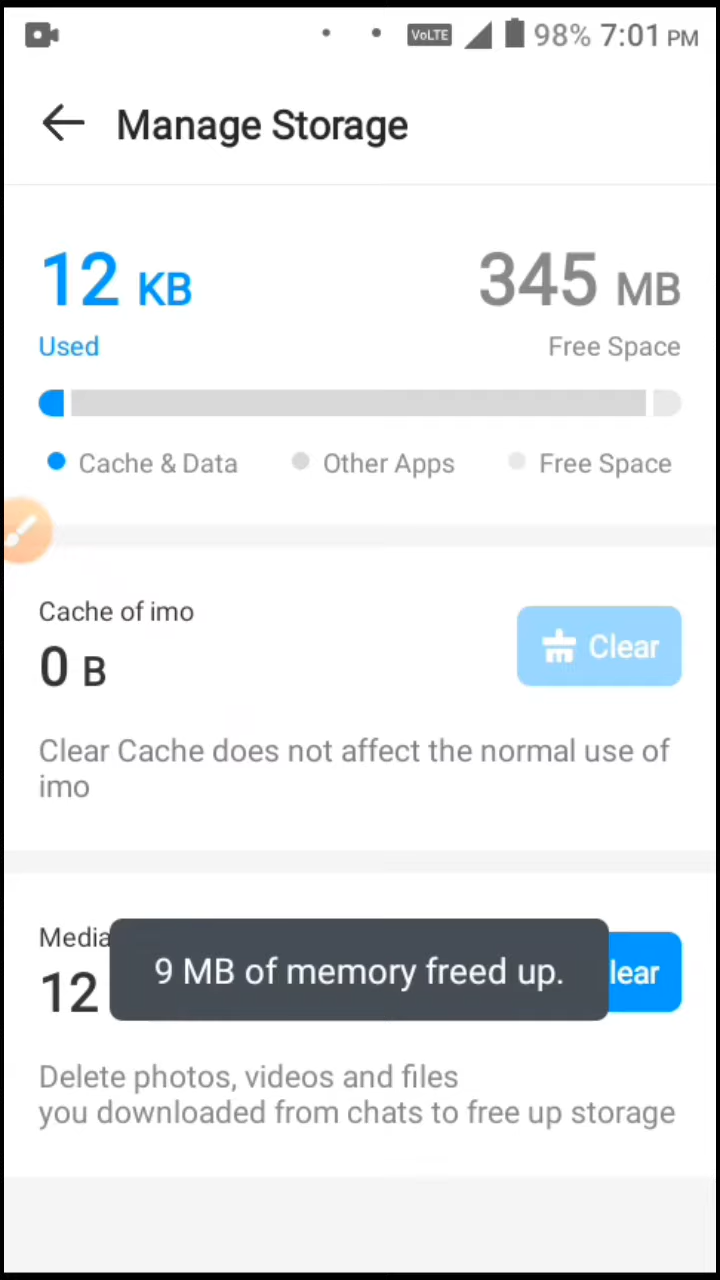 VoLTE 98% 7:01 PM
Manage Storage
12 KB 345 MB
Used Free Space
Cache & Data Other Apps Free Space
Cache of imo
Clear
0 B
Clear Cache does not affect the normal use of
imo
Media
9 MB of memory freed up. lear
12
Delete photos, videos and files
you downloaded from chats to free up storage